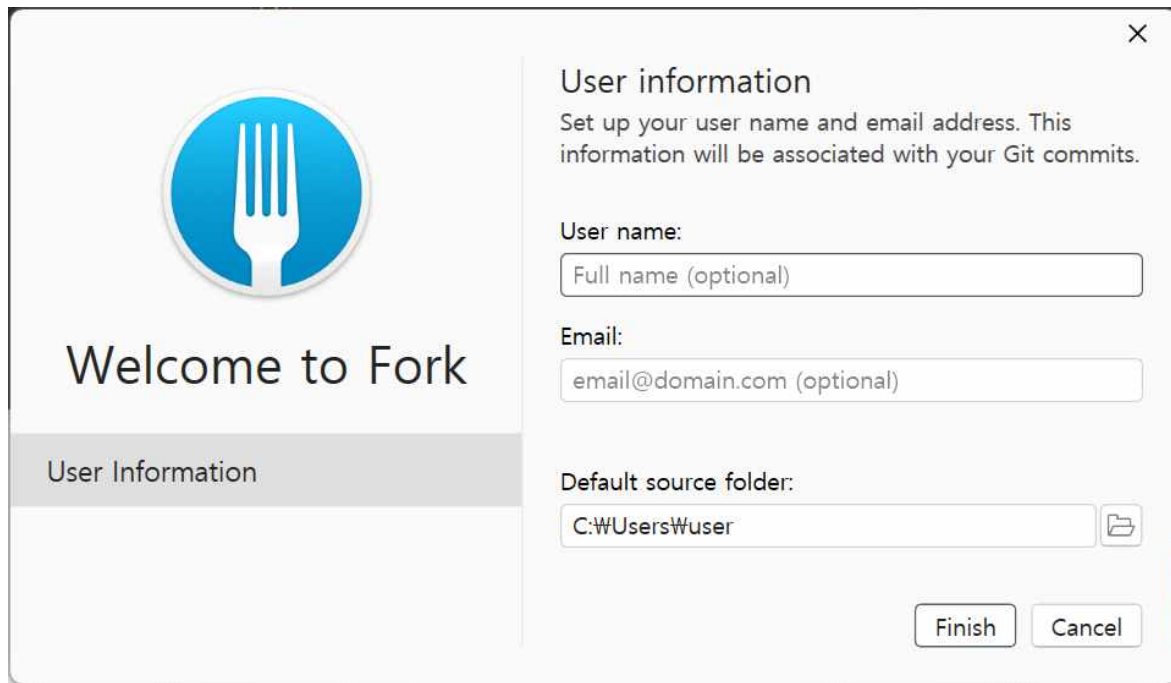 Welcome to Fork
User Information
User information
Set up your user name and email address. This
information will be associated with your Git commits.
User name:
Full name (optional)
Email:
email@domain.com (optional)
Default source folder:
C:₩Users₩user
Finish
Cancel